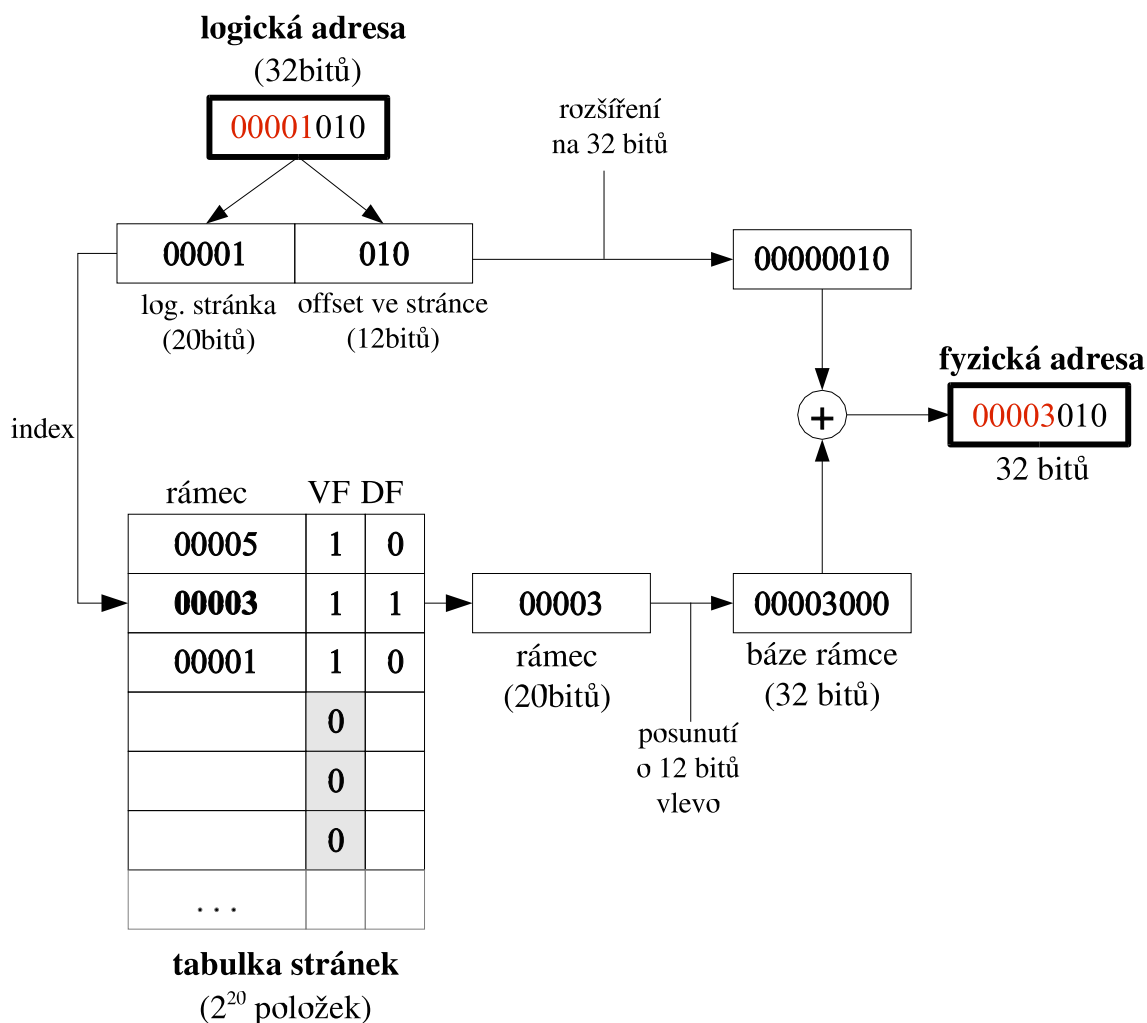 logická adresa
(32bitů)
00001010
rozšíření
na 32 bitů
00001 010
00000010
log. stránka
(20bitů)
offset ve stránce
(12bitů)
fyzická adresa
00003010
32 bitů
+
index
rámec VF DF
00005 1 0
00003 1 1
00001 1 0
0
0
0
...
00003
rámec
(20bitů)
00003000
báze rámce
(32 bitů)
posunutí
o 12 bitů
vlevo
tabulka stránek
(2²⁰ položek)